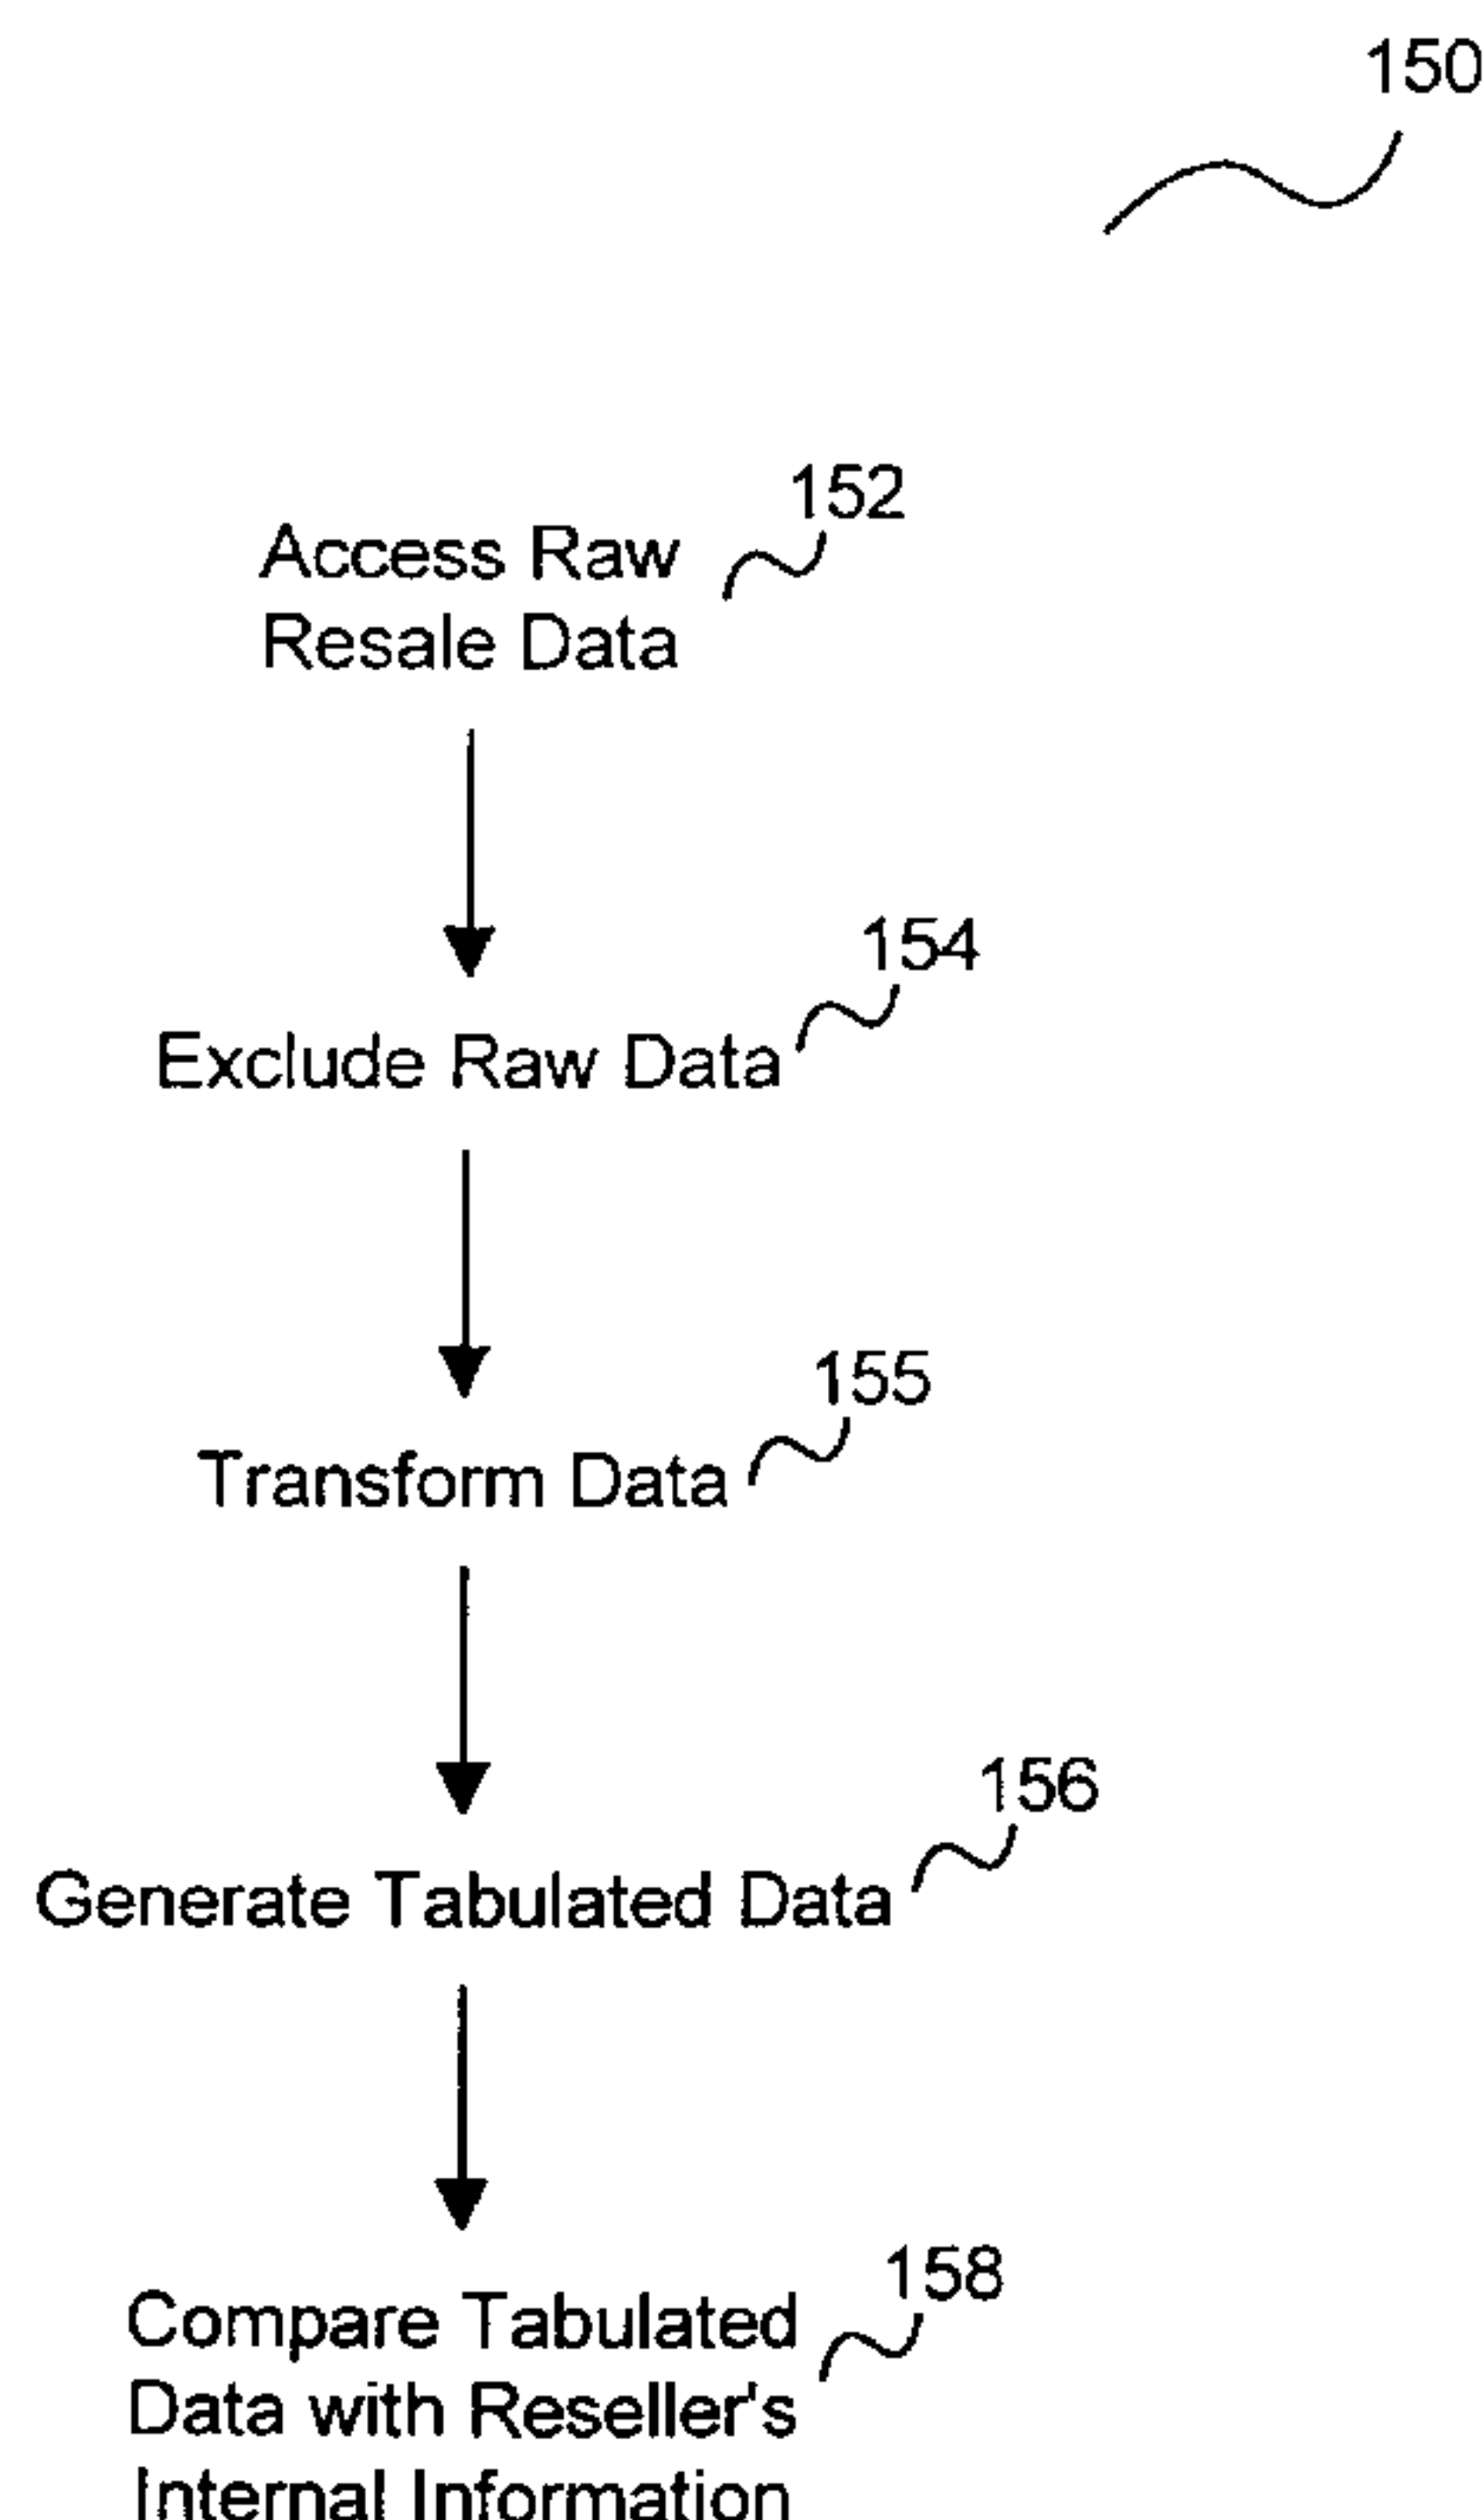 150
152
Access Raw
Resale Data
154
Exclude Raw Data
155
Transform Data
156
Generate Tabulated Data
158
Compare Tabulated
Data with Reseller's
Internal Information